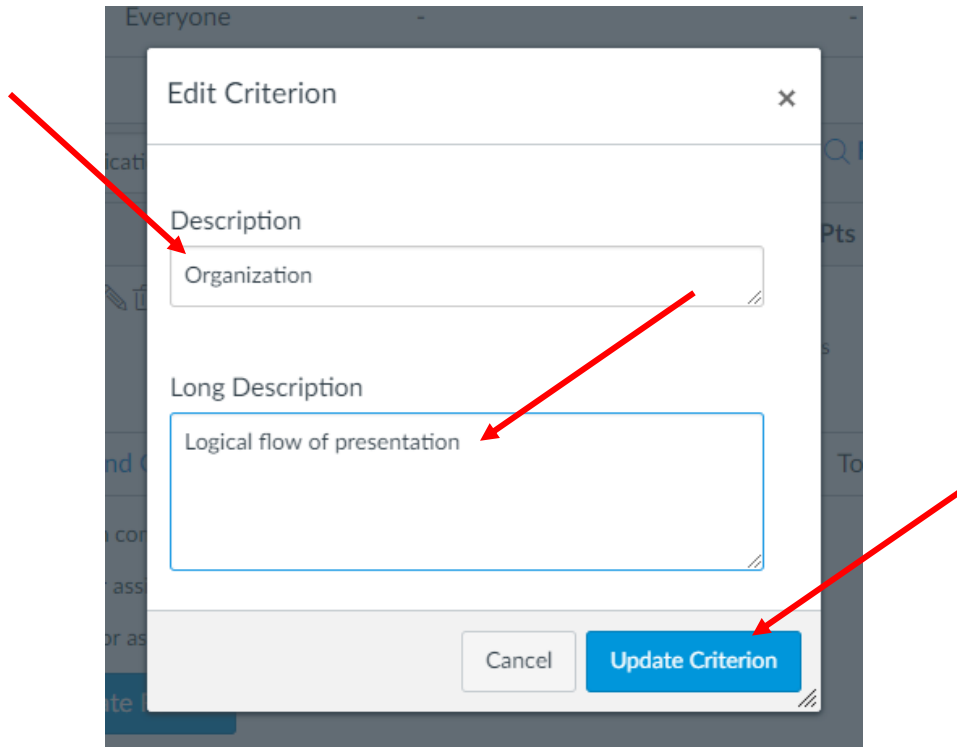 Everyone - -
Edit Criterion ×
Description
Pts
Organization
Long Description
Logical flow of presentation
Cancel Update Criterion